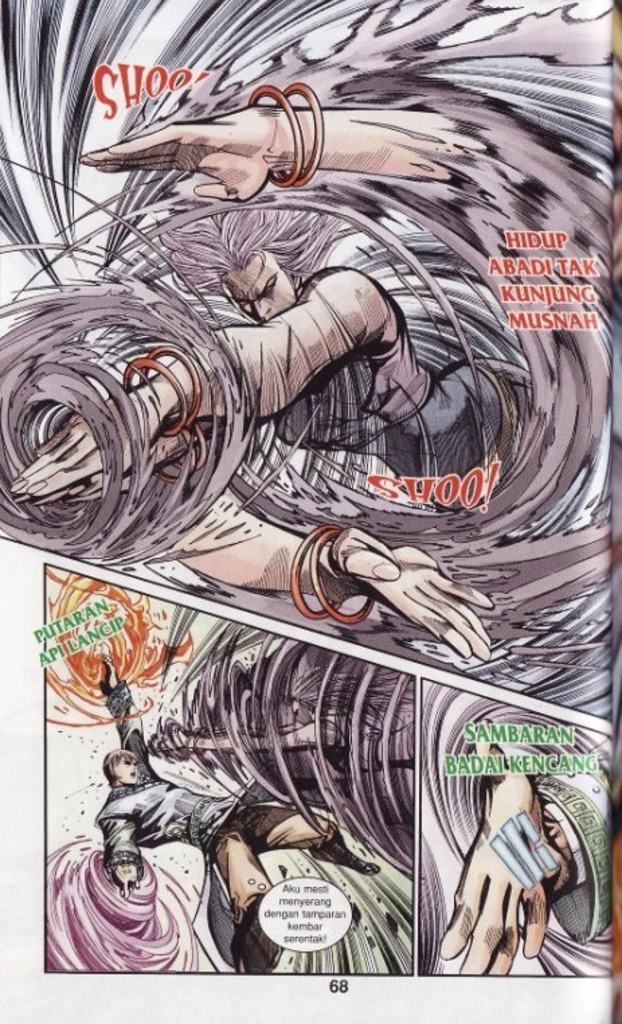 SHOO!
HIDUP
ABADI TAK
KUNJUNG
MUSNAH
SHOO!
PUTARAN
API LANCIP
Aku mesti
menyerang
dengan tamparan
kembar
serentak!
SAMBARAN
BADAI KENCANG
68